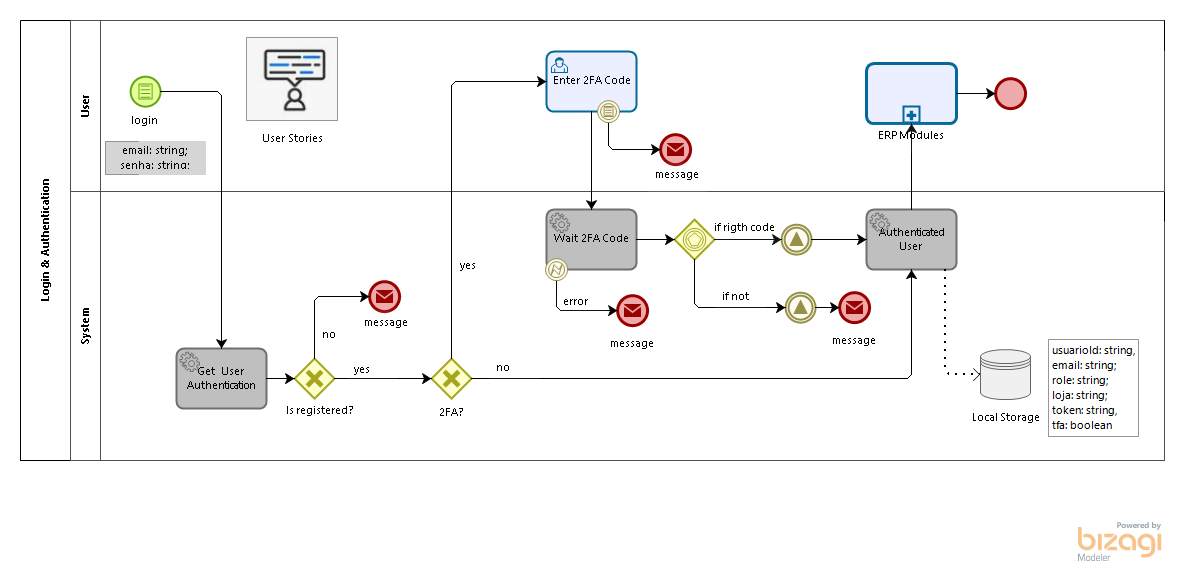 Login & Authentication
User
login
email: string;
senha: string;
User Stories
Enter 2FA Code
message
ERP Modules
System
Get User
Authentication
Is registered?
no
message
yes
2FA?
yes
no
Wait 2FA Code
error
message
if rigth code
if not
message
Authenticated
User
Local Storage
usuarioId: string,
email: string;
role: string;
loja: string;
token: string,
tfa: boolean
Powered by
bizagi
Modeler